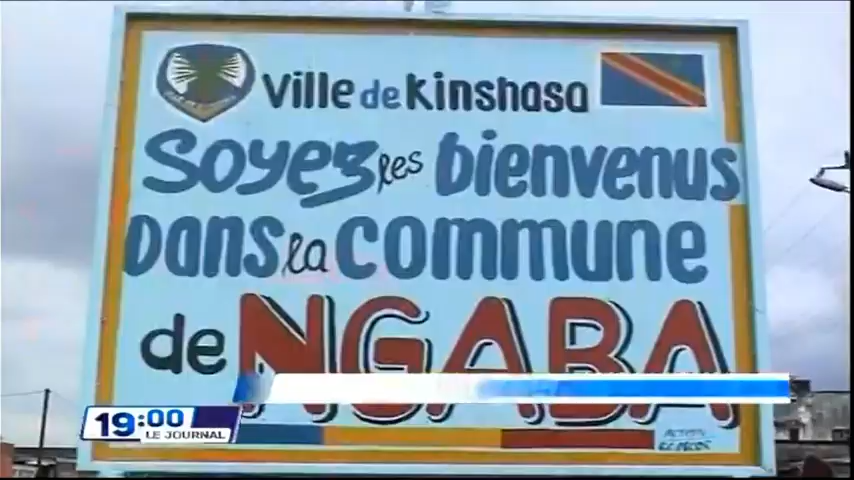 Ville de Kinshasa
Soyez les bienvenus
Dans la commune
de NGABA
19:00
LE JOURNAL